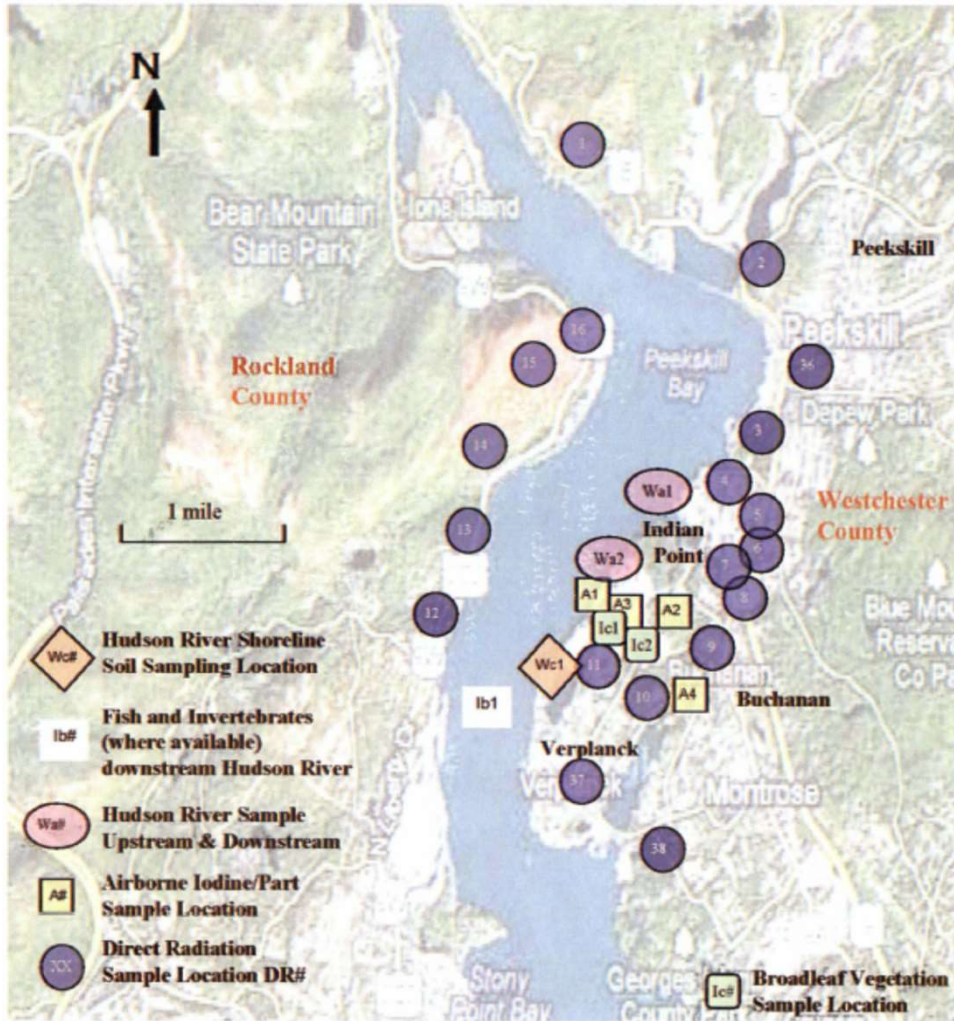 N
1
Bear Mountain
State Park
Iona Island
2
Peekskill
Peekskill
16
15
Peekskill
Bay
36
Rockland
County
Depew Park
3
14
4
Wa1
Westchester
County
1 mile
5
Indian
Point
13
6
Wa2
7
A1
8
A3
A2
12
Ic1
Ic2
9
Wc#
Hudson River Shoreline
Soil Sampling Location
Wc1
11
10
A4
Buchanan
Ib1
Ib#
Fish and Invertebrates
(where available)
downstream Hudson River
Verplanck
37
Montrose
Wa#
Hudson River Sample
Upstream & Downstream
38
A#
Airborne Iodine/Part
Sample Location
XX
Direct Radiation
Sample Location DR#
Stony
Point Bay
Georges
Ic#
Broadleaf Vegetation
Sample Location